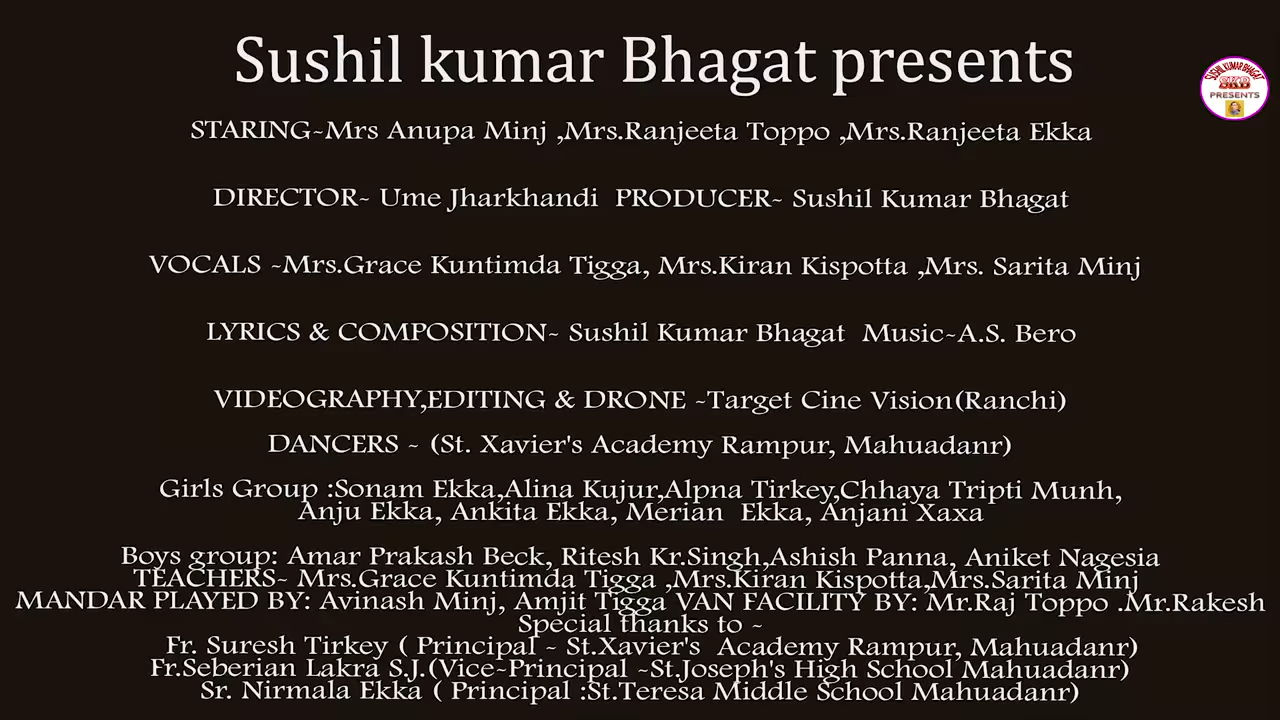 Sushil kumar Bhagat presents
SUSHIL KUMAR BHAGAT
SKB
PRESENTS
STARING-Mrs Anupa Minj ,Mrs.Ranjeeta Toppo ,Mrs.Ranjeeta Ekka
DIRECTOR- Ume Jharkhandi  PRODUCER- Sushil Kumar Bhagat
VOCALS -Mrs.Grace Kuntimda Tigga, Mrs.Kiran Kispotta ,Mrs. Sarita Minj
LYRICS & COMPOSITION- Sushil Kumar Bhagat  Music-A.S. Bero
VIDEOGRAPHY,EDITING & DRONE -Target Cine Vision(Ranchi)
DANCERS - (St. Xavier's Academy Rampur, Mahuadanr)
Girls Group :Sonam Ekka,Alina Kujur,Alpna Tirkey,Chhaya Tripti Munh,
Anju Ekka, Ankita Ekka, Merian  Ekka, Anjani Xaxa
Boys group: Amar Prakash Beck, Ritesh Kr.Singh,Ashish Panna, Aniket Nagesia
TEACHERS- Mrs.Grace Kuntimda Tigga ,Mrs.Kiran Kispotta,Mrs.Sarita Minj
MANDAR PLAYED BY: Avinash Minj, Amjit Tigga VAN FACILITY BY: Mr.Raj Toppo .Mr.Rakesh
Special thanks to -
Fr. Suresh Tirkey ( Principal - St.Xavier's  Academy Rampur, Mahuadanr)
Fr.Seberian Lakra S.J.(Vice-Principal -St.Joseph's High School Mahuadanr)
Sr. Nirmala Ekka ( Principal :St.Teresa Middle School Mahuadanr)